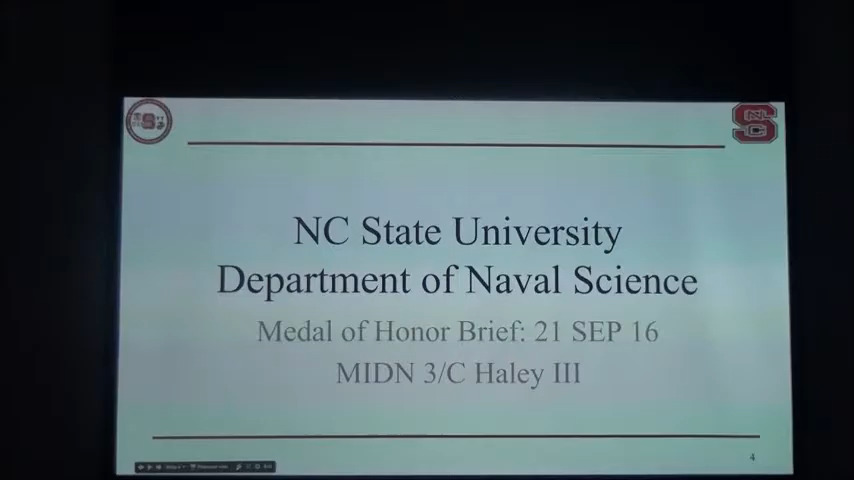 NC State University
Department of Naval Science
Medal of Honor Brief: 21 SEP 16
MIDN 3/C Haley III
4